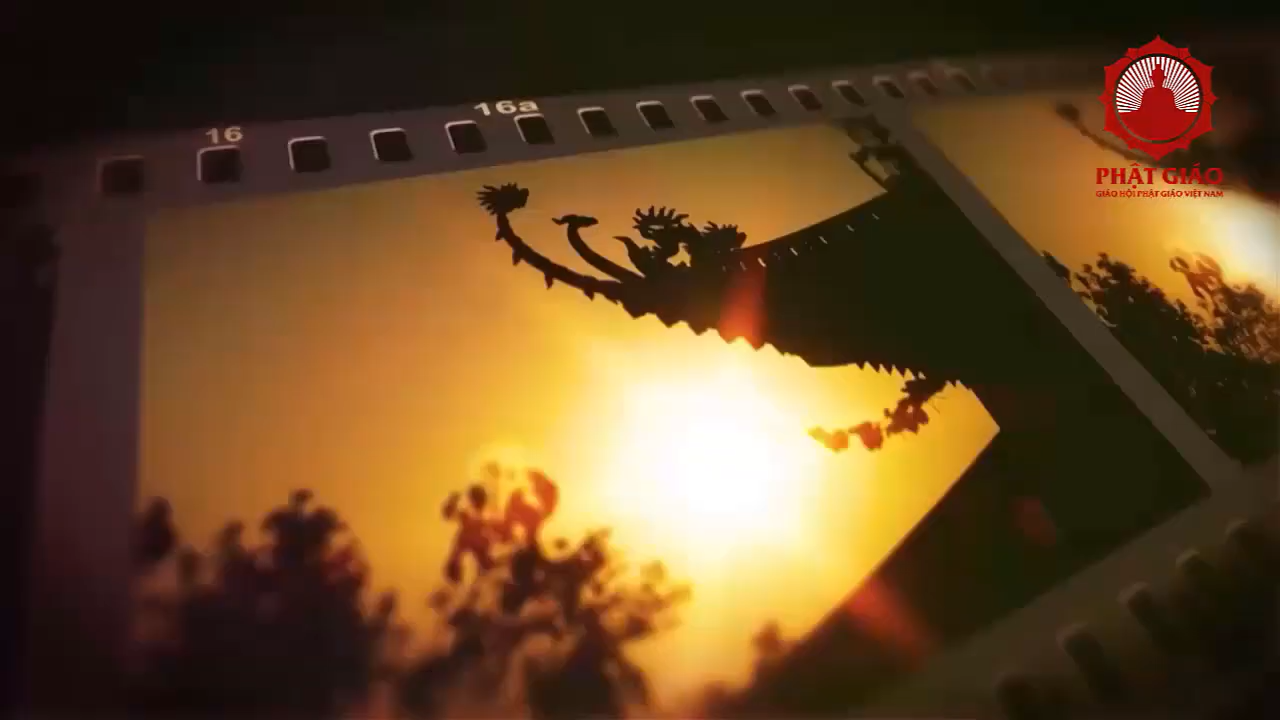 16
16a
PHẬT GIÁO
GIÁO HỘI PHẬT GIÁO VIỆT NAM